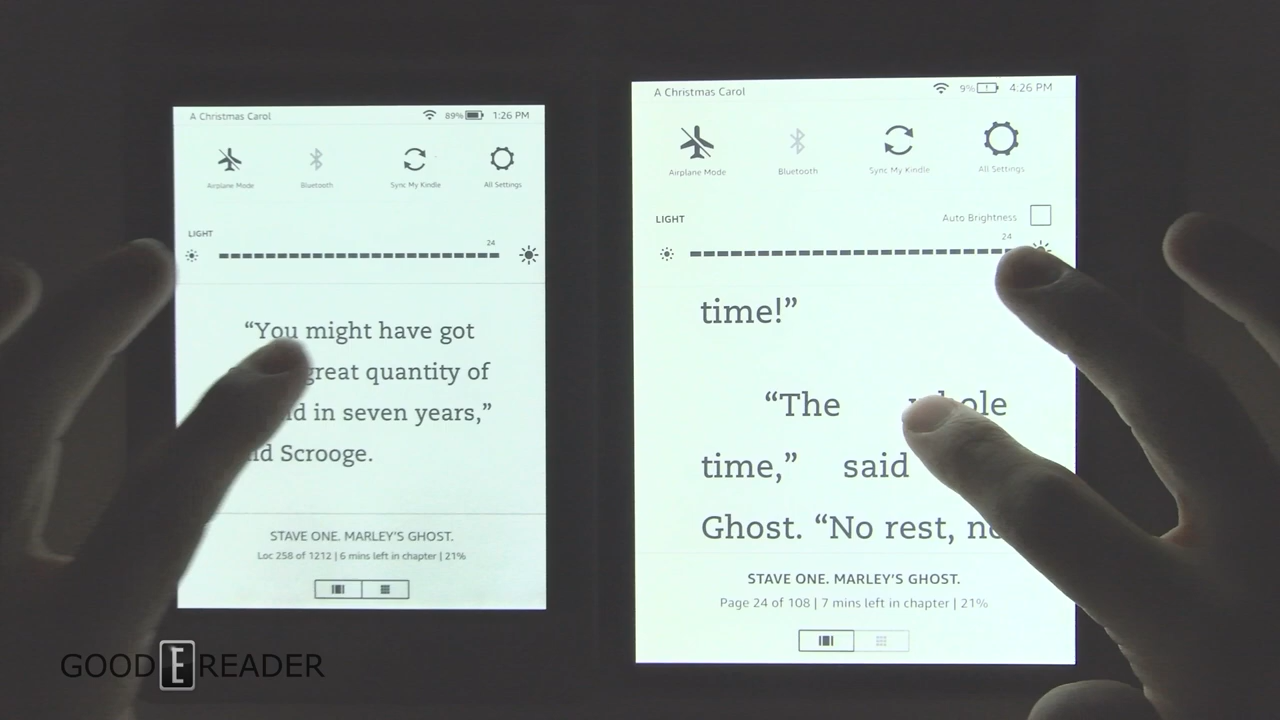 A Christmas Carol 89% 1:26 PM
Airplane Mode Bluetooth Sync My Kindle All Settings
LIGHT
24
“You might have got
great quantity of
in seven years,”
Scrooge.
STAVE ONE. MARLEY'S GHOST.
Loc 258 of 1212 | 6 mins left in chapter | 21%
A Christmas Carol 9% 4:26 PM
Airplane Mode Bluetooth Sync My Kindle All Settings
LIGHT Auto Brightness
24
time!”
“The whole
time,” said
Ghost. “No rest,
STAVE ONE. MARLEY'S GHOST.
Page 24 of 108 | 7 mins left in chapter | 21%
GOOD E READER